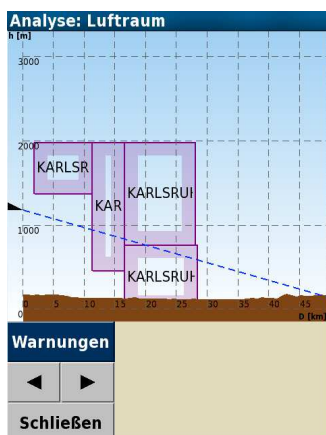 Analyse: Luftraum
h [m]
3000
2000
KARLSR
KAR
KARLSRUH
1000
KARLSRUH
0
0 5 10 15 20 25 30 35 40 45
D [km]
Warnungen
Schließen